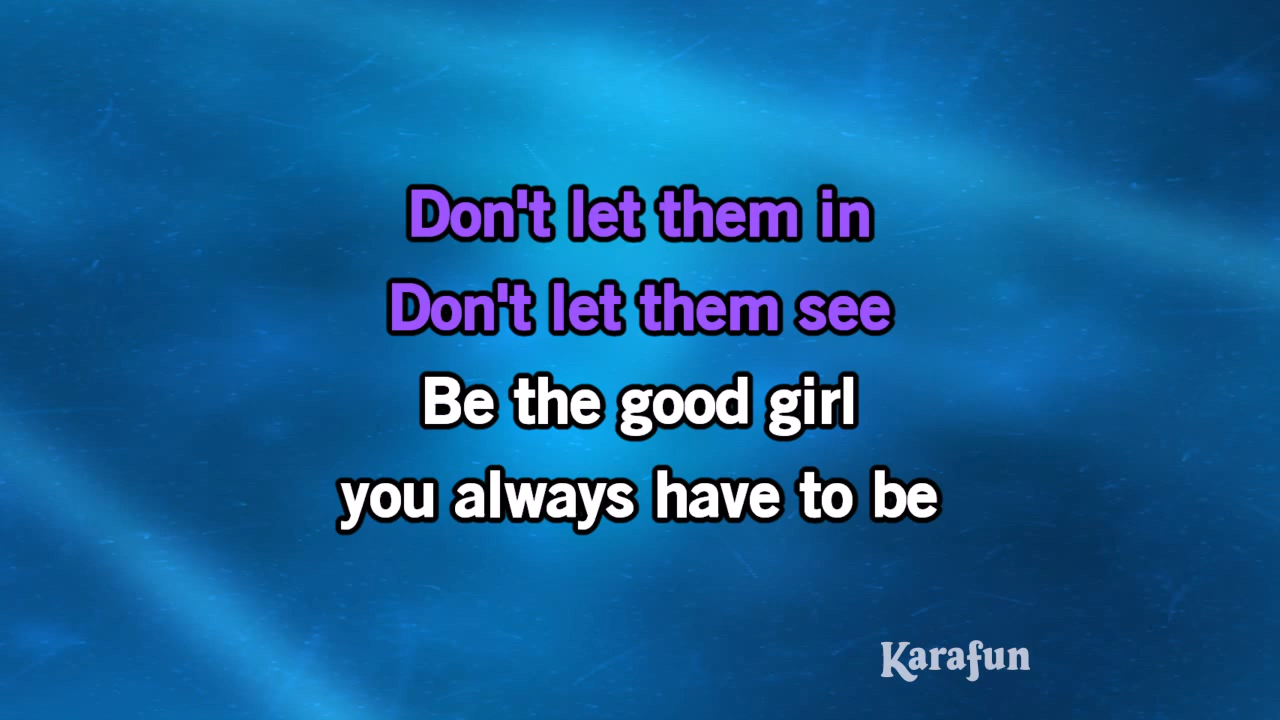 Don't let them in
Don't let them see
Be the good girl
you always have to be
Karafun